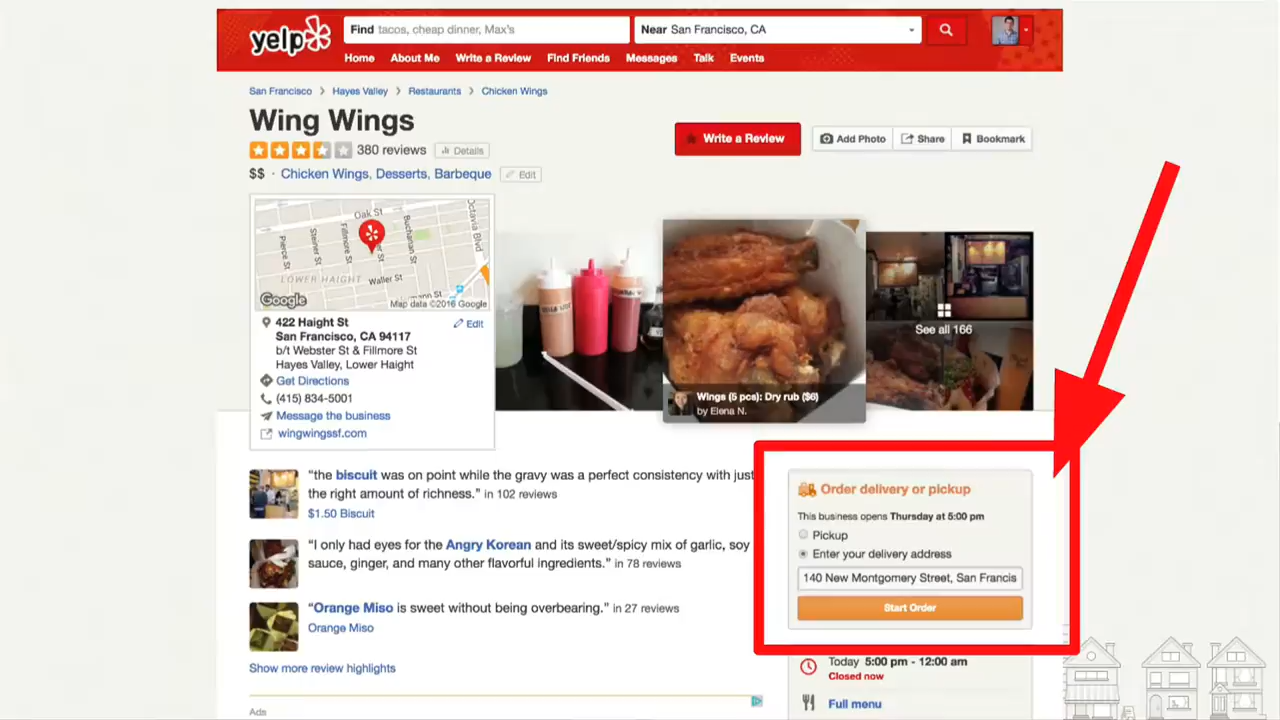 yelp
Find tacos, cheap dinner, Max's
Near San Francisco, CA
Home About Me Write a Review Find Friends Messages Talk Events
San Francisco Hayes Valley Restaurants Chicken Wings
Wing Wings
Write a Review
Add Photo Share Bookmark
380 reviews Details
$$ · Chicken Wings, Desserts, Barbeque Edit
Oak St
Pierce St
Steiner St
Fillmore St
Buchanan St
Octavia Blvd
LOWER HAIGHT
Waller St
Google
Map data ©2016 Google
422 Haight St
Edit
San Francisco, CA 94117
b/t Webster St & Fillmore St
Hayes Valley, Lower Haight
Get Directions
(415) 834-5001
Message the business
wingwingssf.com
Wings (5 pcs): Dry rub ($6)
by Elena N.
See all 166
“the biscuit was on point while the gravy was a perfect consistency with just
the right amount of richness.” in 102 reviews
$1.50 Biscuit
“I only had eyes for the Angry Korean and its sweet/spicy mix of garlic, soy
sauce, ginger, and many other flavorful ingredients.” in 78 reviews
“Orange Miso is sweet without being overbearing.” in 27 reviews
Orange Miso
Show more review highlights
Ads
Order delivery or pickup
This business opens Thursday at 5:00 pm
Pickup
Enter your delivery address
140 New Montgomery Street, San Francis
Start Order
Today 5:00 pm - 12:00 am
Closed now
Full menu